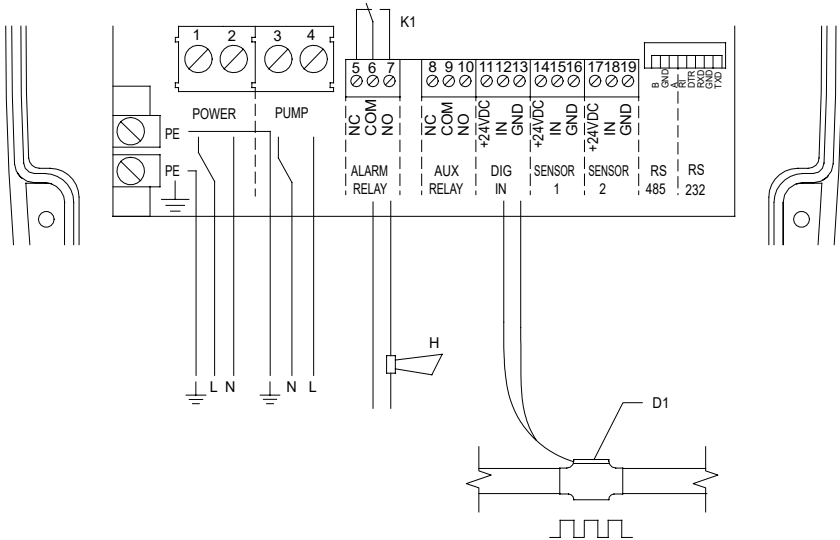 K1
1 2 3 4
5 6 7 8 9 10 11 12 13 14 15 16 17 18 19
B GND A RI DTR RXD GND TXD
POWER PUMP
NC COM NO NC COM NO +24VDC IN GND +24VDC IN GND +24VDC IN GND
PE
PE
ALARM RELAY
AUX RELAY
DIG IN
SENSOR 1
SENSOR 2
RS 485
RS 232
H
L N N L
D1